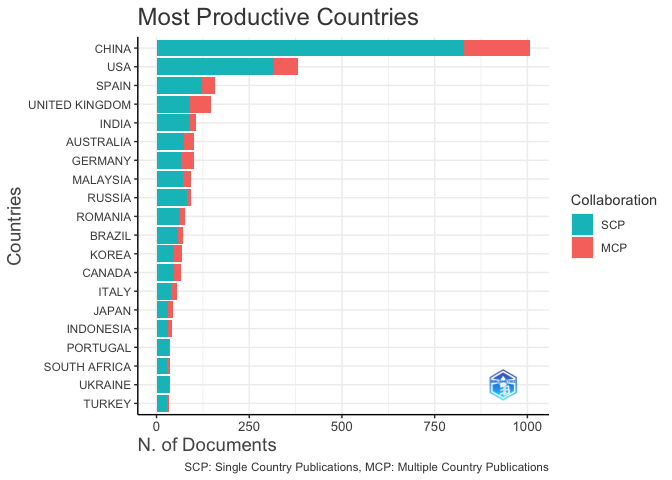 Most Productive Countries
Countries
CHINA
USA
SPAIN
UNITED KINGDOM
INDIA
AUSTRALIA
GERMANY
MALAYSIA
RUSSIA
ROMANIA
BRAZIL
KOREA
CANADA
ITALY
JAPAN
INDONESIA
PORTUGAL
SOUTH AFRICA
UKRAINE
TURKEY
0 250 500 750 1000
N. of Documents
SCP: Single Country Publications, MCP: Multiple Country Publications
Collaboration
SCP
MCP